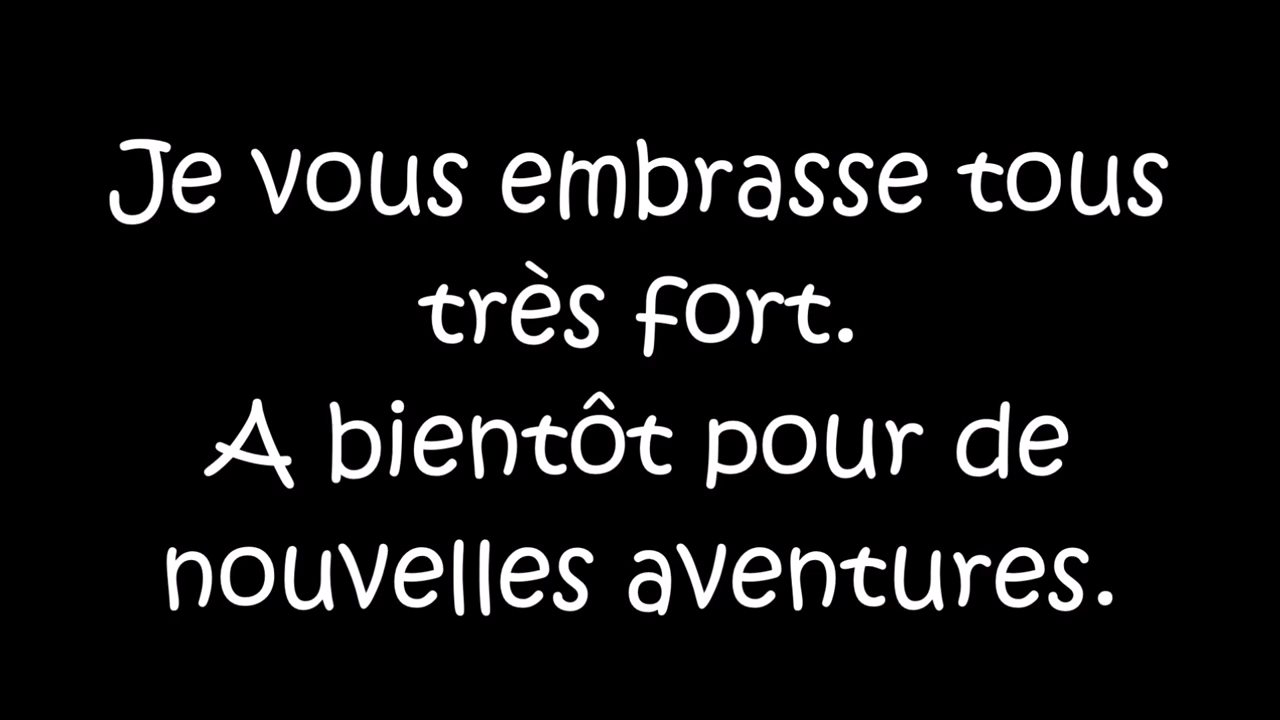 Je vous embrasse tous
très fort.
A bientôt pour de
nouvelles aventures.